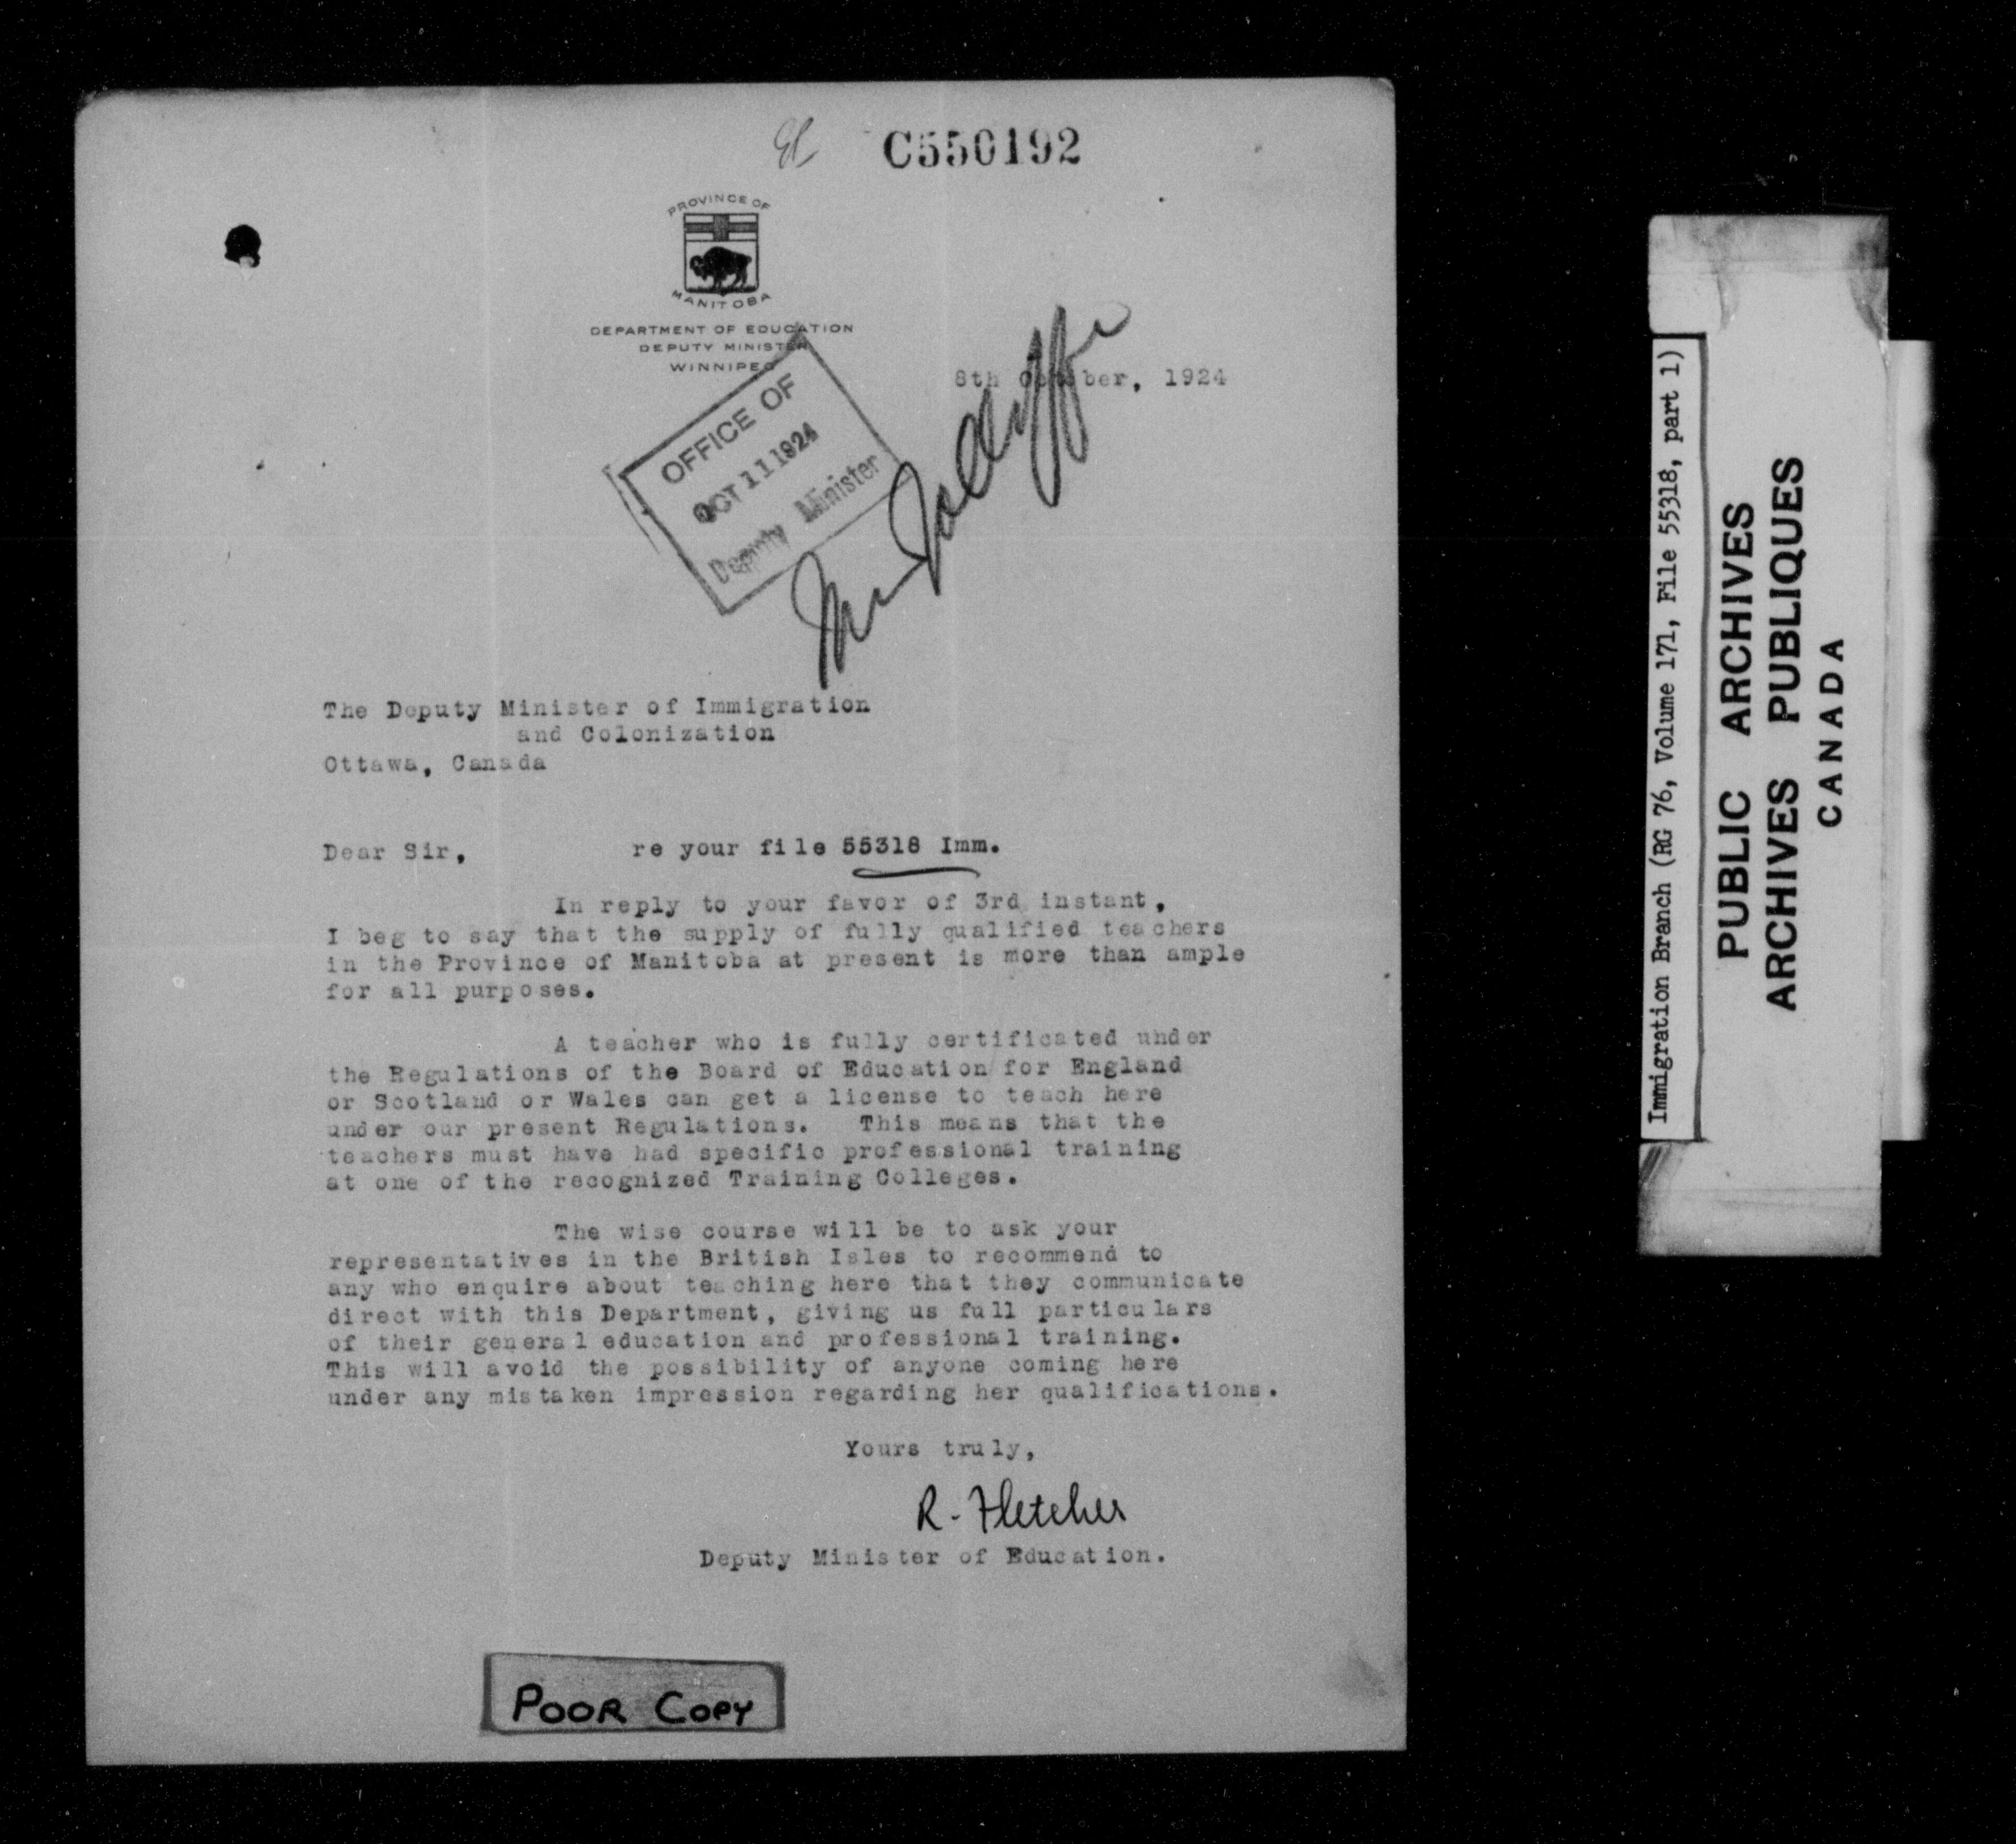 C550192
PROVINCE OF
MANITOBA
DEPARTMENT OF EDUCATION
DEPUTY MINISTER
WINNIPEG
8th October, 1924
OFFICE OF
OCT 11 1924
Deputy Minister
Mr Jolliffe
The Deputy Minister of Immigration
and Colonization
Ottawa, Canada
Dear Sir, re your file 55318 Imm.
In reply to your favor of 3rd instant,
I beg to say that the supply of fully qualified teachers
in the Province of Manitoba at present is more than ample
for all purposes.
A teacher who is fully certificated under
the Regulations of the Board of Education for England
or Scotland or Wales can get a license to teach here
under our present Regulations. This means that the
teachers must have had specific professional training
at one of the recognized Training Colleges.
The wise course will be to ask your
representatives in the British Isles to recommend to
any who enquire about teaching here that they communicate
direct with this Department, giving us full particulars
of their general education and professional training.
This will avoid the possibility of anyone coming here
under any mistaken impression regarding her qualifications.
Yours truly,
R. Fletcher
Deputy Minister of Education.
POOR COPY
Immigration Branch (RG 76, Volume 171, File 55318, part 1)
PUBLIC ARCHIVES
ARCHIVES PUBLIQUES
CANADA